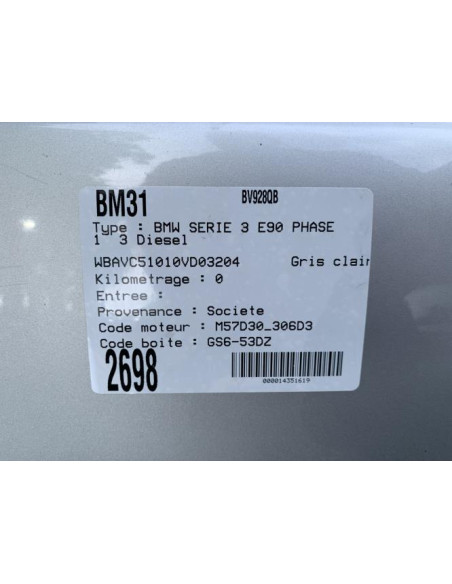 BM31 BV928QB
Type : BMW SERIE 3 E90 PHASE
1 3 Diesel
WBAVC51010VD03204 Gris clair
Kilometrage : 0
Entree :
Provenance : Societe
Code moteur : M57D30_306D3
Code boite : GS6-53DZ
2698
000014351619